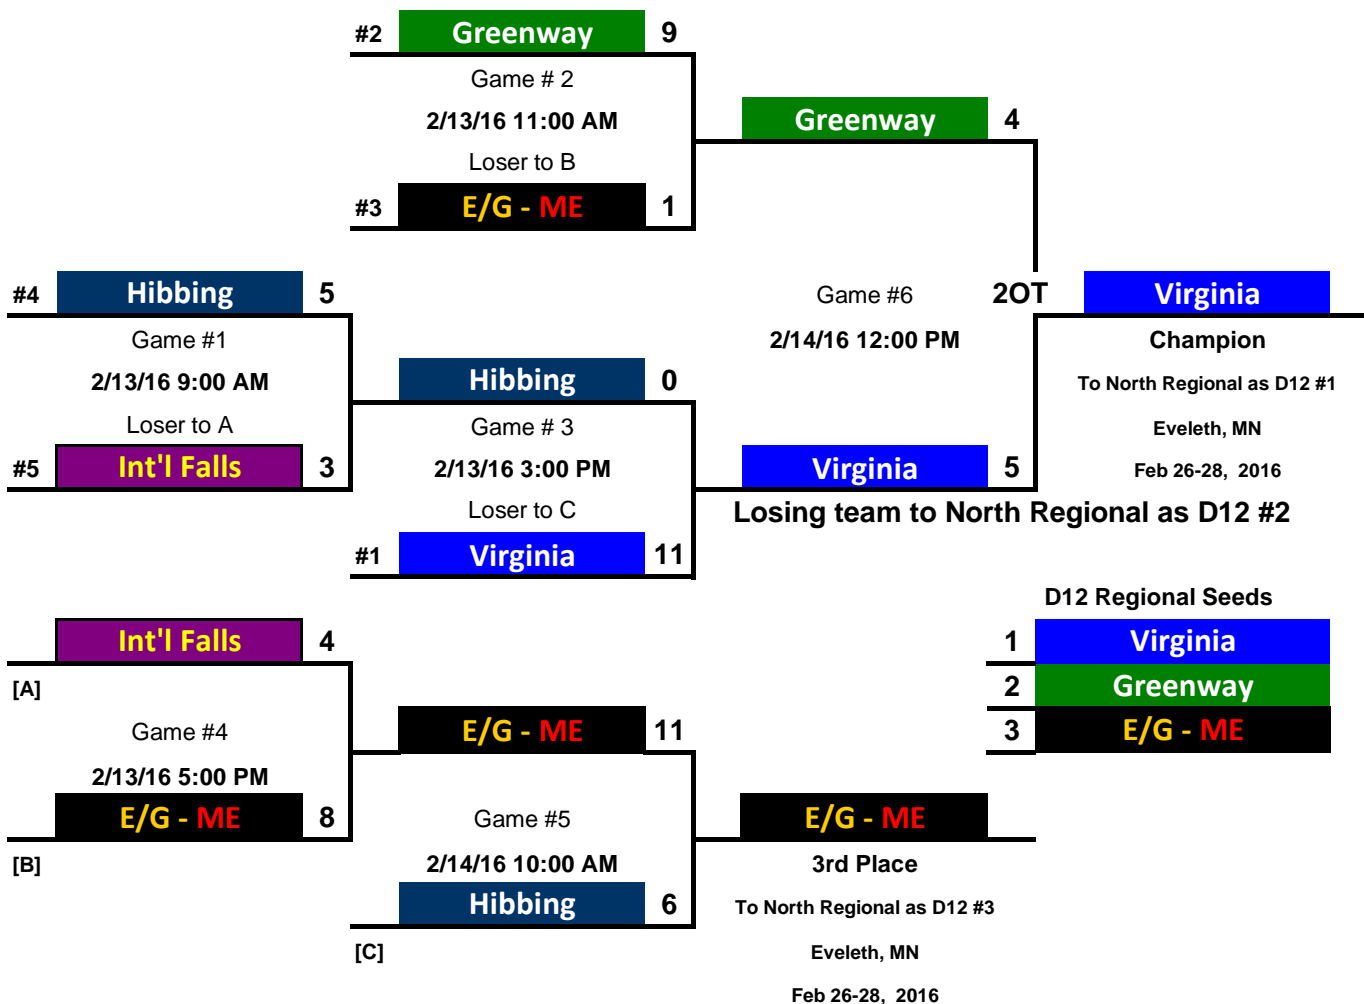 #2 Greenway 9
Game # 2
2/13/16 11:00 AM
Loser to B
#3 E/G - ME 1
Greenway 4
#4 Hibbing 5
Game #1
2/13/16 9:00 AM
Loser to A
#5 Int'l Falls 3
Hibbing 0
Game # 3
2/13/16 3:00 PM
Loser to C
#1 Virginia 11
Game #6
2OT
2/14/16 12:00 PM
Virginia 5
Losing team to North Regional as D12 #2
Virginia
Champion
To North Regional as D12 #1
Eveleth, MN
Feb 26-28, 2016
D12 Regional Seeds
1 Virginia
2 Greenway
3 E/G - ME
Int'l Falls 4
[A]
Game #4
2/13/16 5:00 PM
E/G - ME 8
[B]
E/G - ME 11
Game #5
2/14/16 10:00 AM
Hibbing 6
[C]
E/G - ME
3rd Place
To North Regional as D12 #3
Eveleth, MN
Feb 26-28, 2016